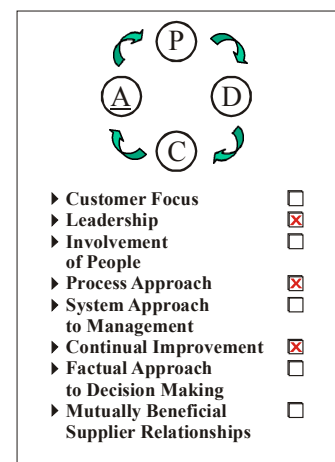 P
A
D
C
Customer Focus
Leadership
Involvement
of People
Process Approach
System Approach
to Management
Continual Improvement
Factual Approach
to Decision Making
Mutually Beneficial
Supplier Relationships